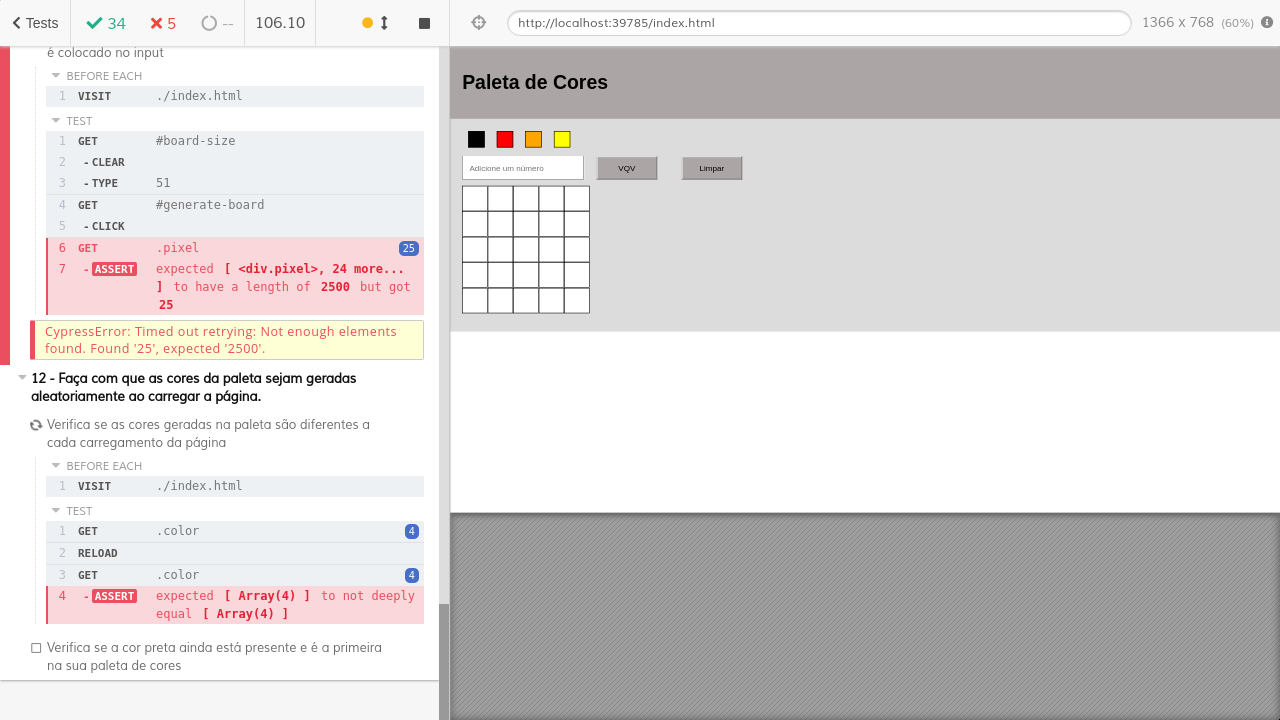 Tests
34
5
--
106.10
http://localhost:39785/index.html
1366 x 768 (60%)
é colocado no input
BEFORE EACH
1 VISIT ./index.html
TEST
1 GET #board-size
2 - CLEAR
3 - TYPE 51
4 GET #generate-board
5 - CLICK
6 GET .pixel 25
7 - ASSERT expected [ <div.pixel>, 24 more...
] to have a length of 2500 but got
25
CypressError: Timed out retrying: Not enough elements
found. Found '25', expected '2500'.
12 - Faça com que as cores da paleta sejam geradas
aleatoriamente ao carregar a página.
Verifica se as cores geradas na paleta são diferentes a
cada carregamento da página
BEFORE EACH
1 VISIT ./index.html
TEST
1 GET .color 4
2 RELOAD
3 GET .color 4
4 - ASSERT expected [ Array(4) ] to not deeply
equal [ Array(4) ]
Verifica se a cor preta ainda está presente e é a primeira
na sua paleta de cores
Paleta de Cores
Adicione um número VQV Limpar